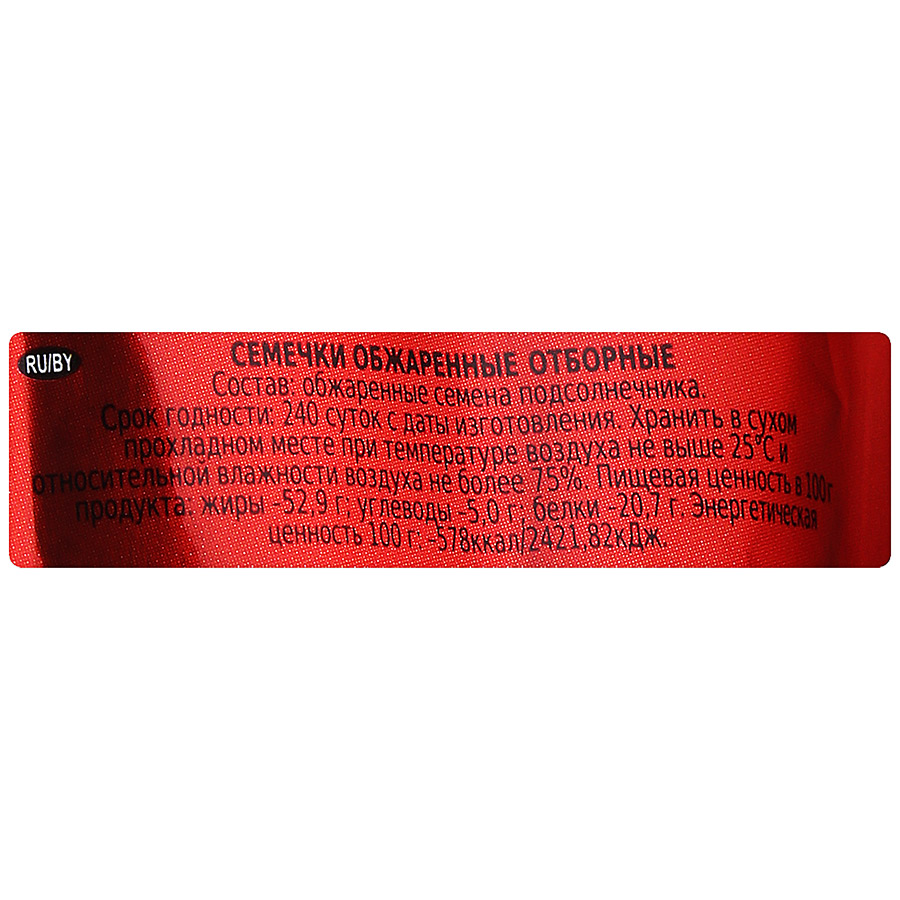 RU/BY
СЕМЕЧКИ ОБЖАРЕННЫЕ ОТБОРНЫЕ
Состав: обжаренные семена подсолнечника.
Срок годности: 240 суток с даты изготовления. Хранить в сухом
прохладном месте при температуре воздуха не выше 25°C и
относительной влажности воздуха не более 75%. Пищевая ценность в 100 г
продукта: жиры -52,9 г; углеводы -5,0 г; белки -20,7 г. Энергетическая
ценность 100 г: -578ккал/2421,82кДж.